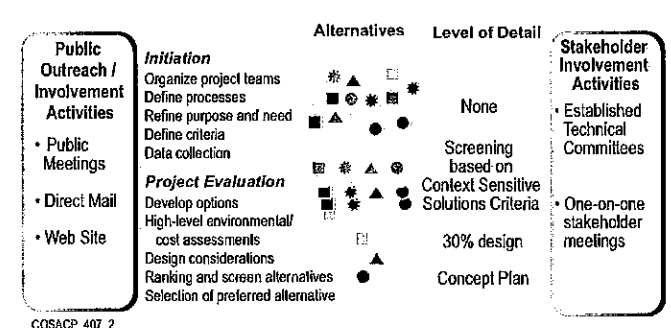 Alternatives
Level of Detail
Public
Outreach /
Involvement
Activities
• Public
Meetings
• Direct Mail
• Web Site
Initiation
Organize project teams
Define processes
Refine purpose and need
Define criteria
Data collection
Project Evaluation
Develop options
High-level environmental/
cost assessments
Design considerations
Ranking and screen alternatives
Selection of preferred alternative
None
Screening
based on
Context Sensitive
Solutions Criteria
30% design
Concept Plan
Stakeholder
Involvement
Activities
• Established
Technical
Committees
• One-on-one
stakeholder
meetings
COSACP_407_2